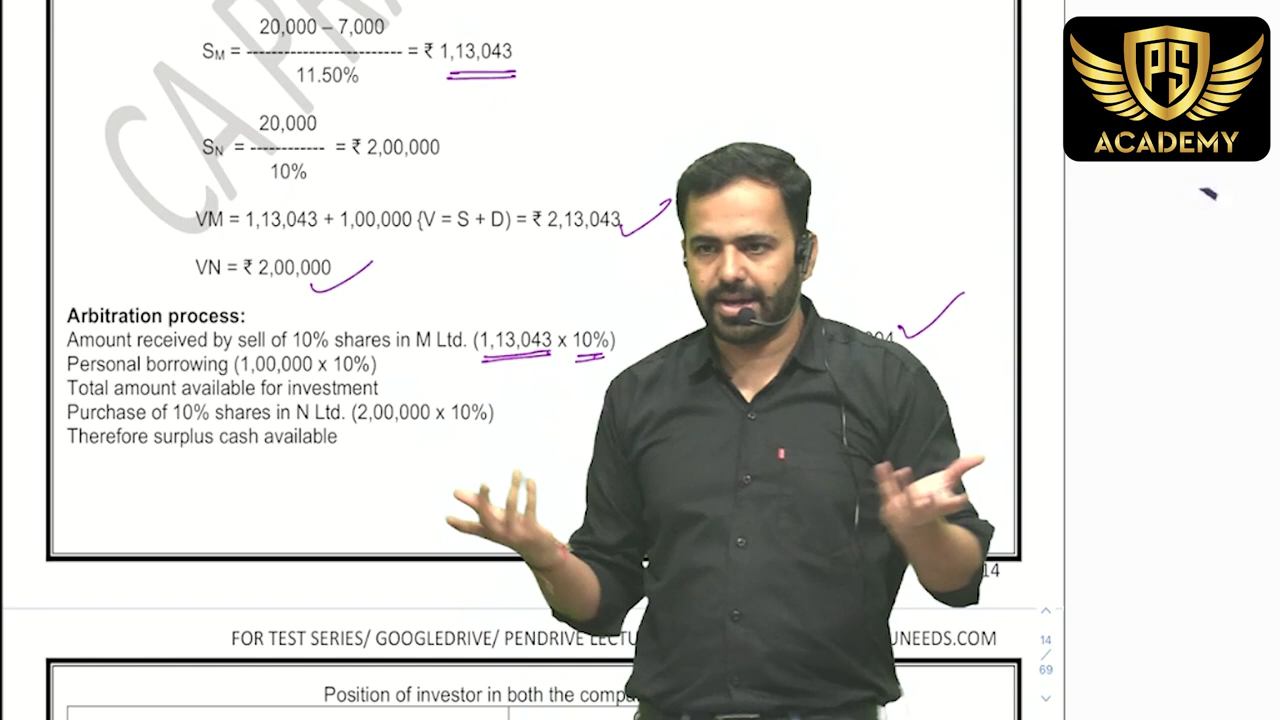 20,000 – 7,000
SM = ---------------------- = ₹ 1,13,043
11.50%
20,000
SN = ------------ = ₹ 2,00,000
10%
VM = 1,13,043 + 1,00,000 {V = S + D) = ₹ 2,13,043
VN = ₹ 2,00,000
Arbitration process:
Amount received by sell of 10% shares in M Ltd. (1,13,043 x 10%)
Personal borrowing (1,00,000 x 10%)
Total amount available for investment
Purchase of 10% shares in N Ltd. (2,00,000 x 10%)
Therefore surplus cash available
14
FOR TEST SERIES/ GOOGLEDRIVE/ PENDRIVE
Position of investor in both the
PS
ACADEMY
14
/
69